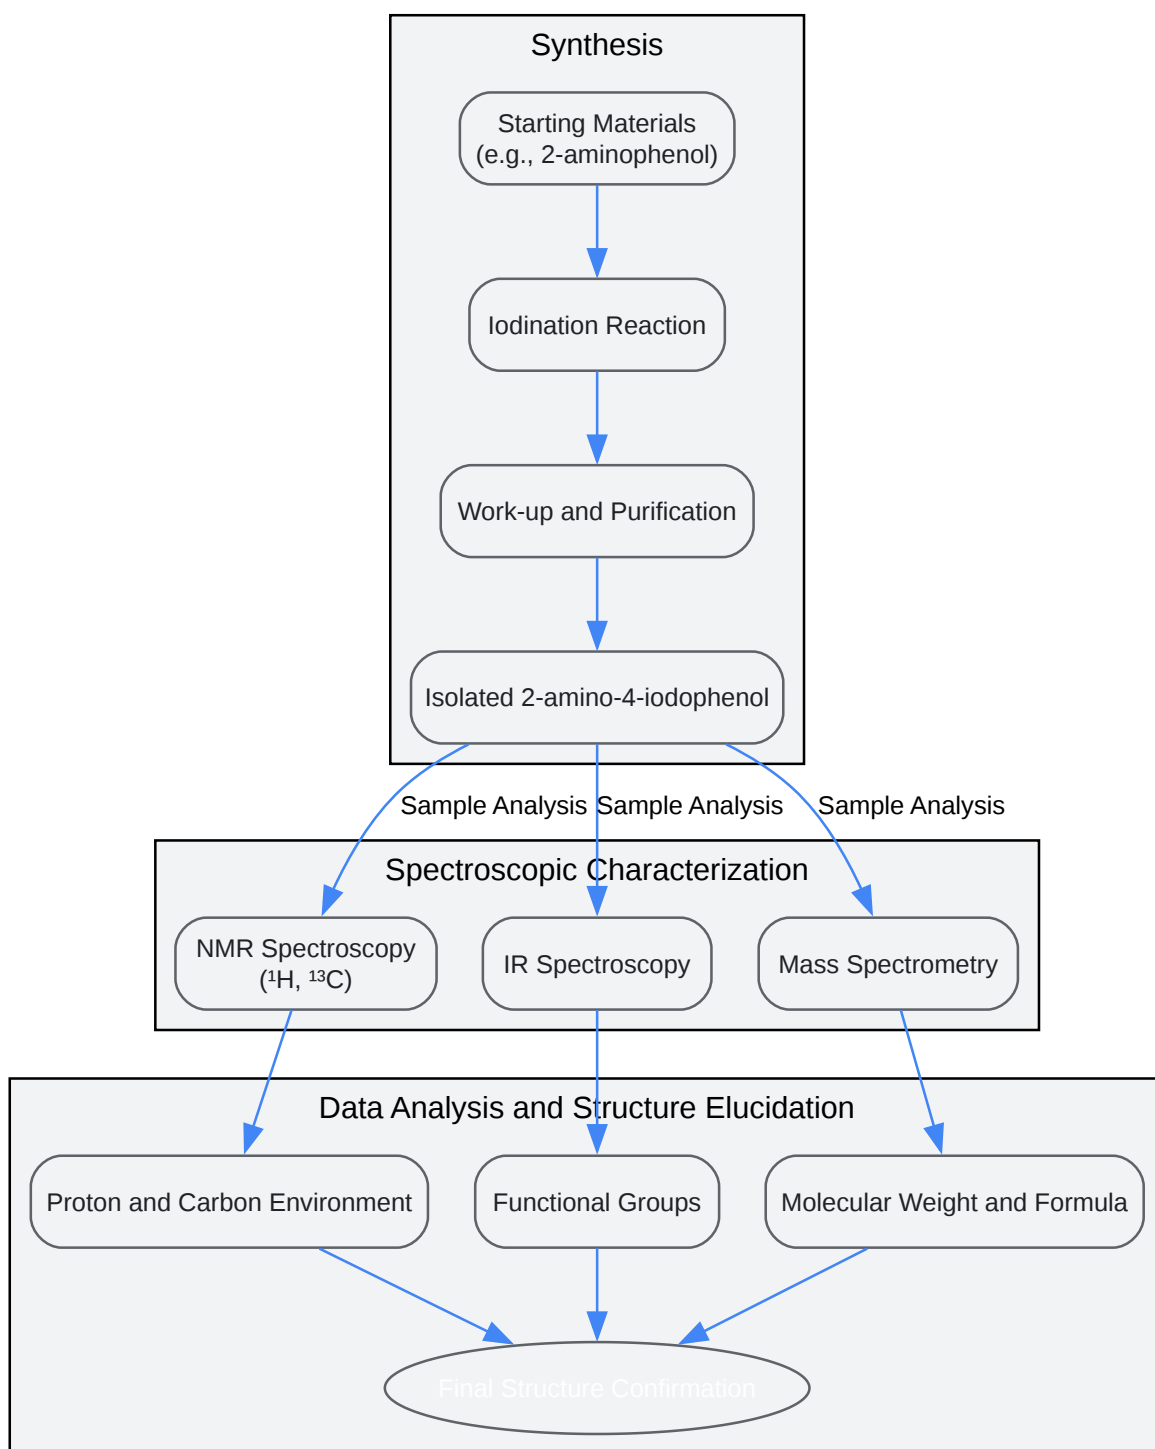 Synthesis
Starting Materials
(e.g., 2-aminophenol)
Iodination Reaction
Work-up and Purification
Isolated 2-amino-4-iodophenol
Sample Analysis
Sample Analysis
Sample Analysis
Spectroscopic Characterization
NMR Spectroscopy
(¹H, ¹³C)
IR Spectroscopy
Mass Spectrometry
Data Analysis and Structure Elucidation
Proton and Carbon Environment
Functional Groups
Molecular Weight and Formula
Final Structure Confirmation